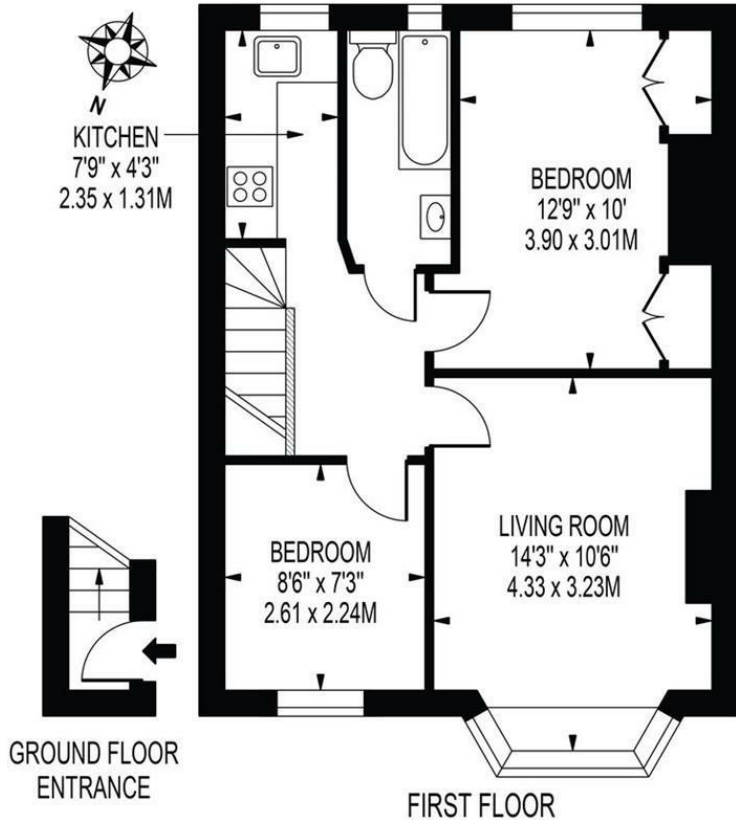 N
KITCHEN
7'9" x 4'3"
2.35 x 1.31M
BEDROOM
12'9" x 10'
3.90 x 3.01M
BEDROOM
8'6" x 7'3"
2.61 x 2.24M
LIVING ROOM
14'3" x 10'6"
4.33 x 3.23M
GROUND FLOOR
ENTRANCE
FIRST FLOOR